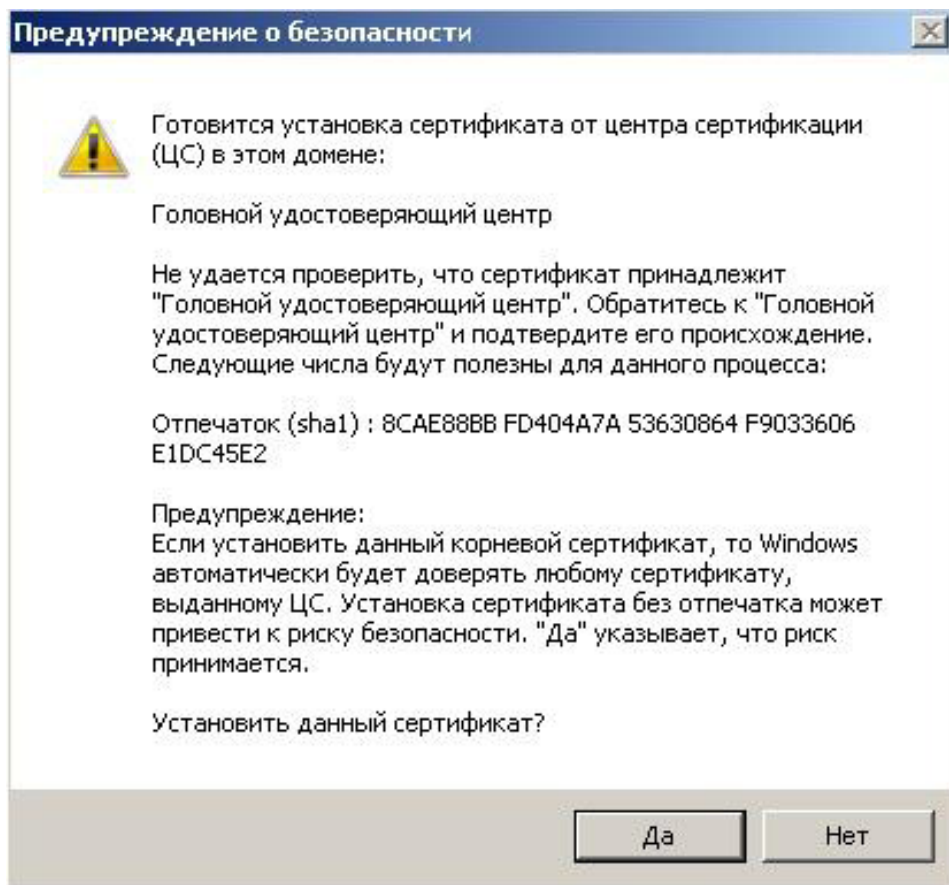 Предупреждение о безопасности
Готовится установка сертификата от центра сертификации
(ЦС) в этом домене:
Головной удостоверяющий центр
Не удается проверить, что сертификат принадлежит
"Головной удостоверяющий центр". Обратитесь к "Головной
удостоверяющий центр" и подтвердите его происхождение.
Следующие числа будут полезны для данного процесса:
Отпечаток (sha1) : 8CAE88BB FD404A7A 53630864 F9033606
E1DC45E2
Предупреждение:
Если установить данный корневой сертификат, то Windows
автоматически будет доверять любому сертификату,
выданному ЦС. Установка сертификата без отпечатка может
привести к риску безопасности. "Да" указывает, что риск
принимается.
Установить данный сертификат?
Да
Нет